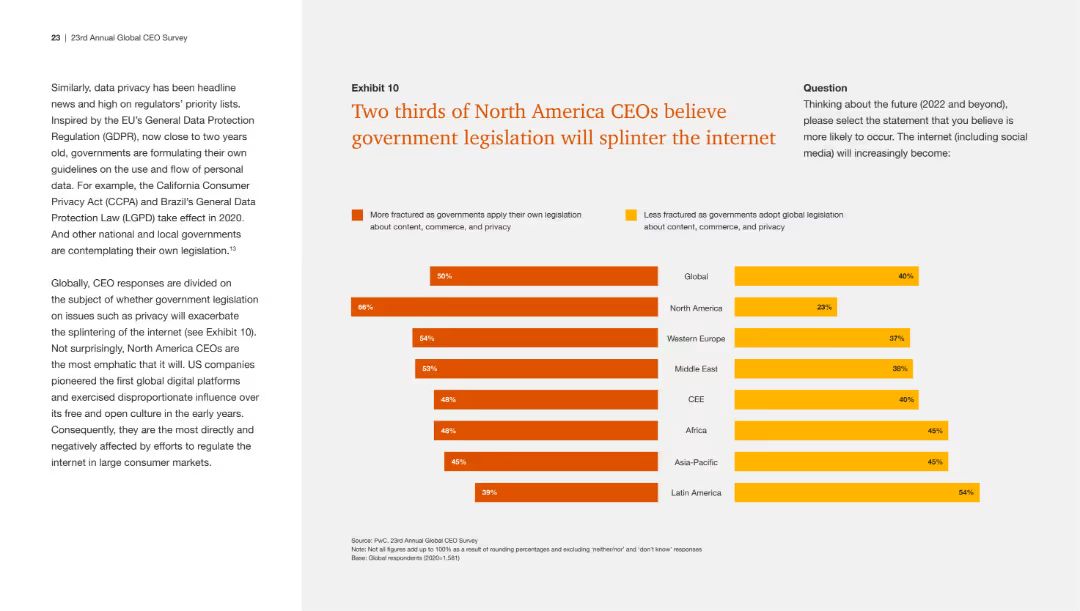 23 | 23rd Annual Global CEO Survey
Similarly, data privacy has been headline
news and high on regulators' priority lists.
Inspired by the EU's General Data Protection
Regulation (GDPR), now close to two years
old, governments are formulating their own
guidelines on the use and flow of personal
data. For example, the California Consumer
Privacy Act (CCPA) and Brazil's General Data
Protection Law (LGPD) take effect in 2020.
And other national and local governments
are contemplating their own legislation.¹³
Globally, CEO responses are divided on
the subject of whether government legislation
on issues such as privacy will exacerbate
the splintering of the internet (see Exhibit 10).
Not surprisingly, North America CEOs are
the most emphatic that it will. US companies
pioneered the first global digital platforms
and exercised disproportionate influence over
its free and open culture in the early years.
Consequently, they are the most directly and
negatively affected by efforts to regulate the
internet in large consumer markets.
Exhibit 10
Two thirds of North America CEOs believe
government legislation will splinter the internet
Question
Thinking about the future (2022 and beyond),
please select the statement that you believe is
more likely to occur. The internet (including social
media) will increasingly become:
More fractured as governments apply their own legislation
about content, commerce, and privacy
Less fractured as governments adopt global legislation
about content, commerce, and privacy
50% Global 40%
66% North America 23%
54% Western Europe 37%
53% Middle East 38%
48% CEE 40%
48% Africa 45%
45% Asia-Pacific 45%
39% Latin America 54%
Source: PwC, 23rd Annual Global CEO Survey
Note: Not all figures add up to 100% as a result of rounding percentages and excluding 'neither/nor' and 'don't know' responses
Base: Global respondents (2020=1,581)